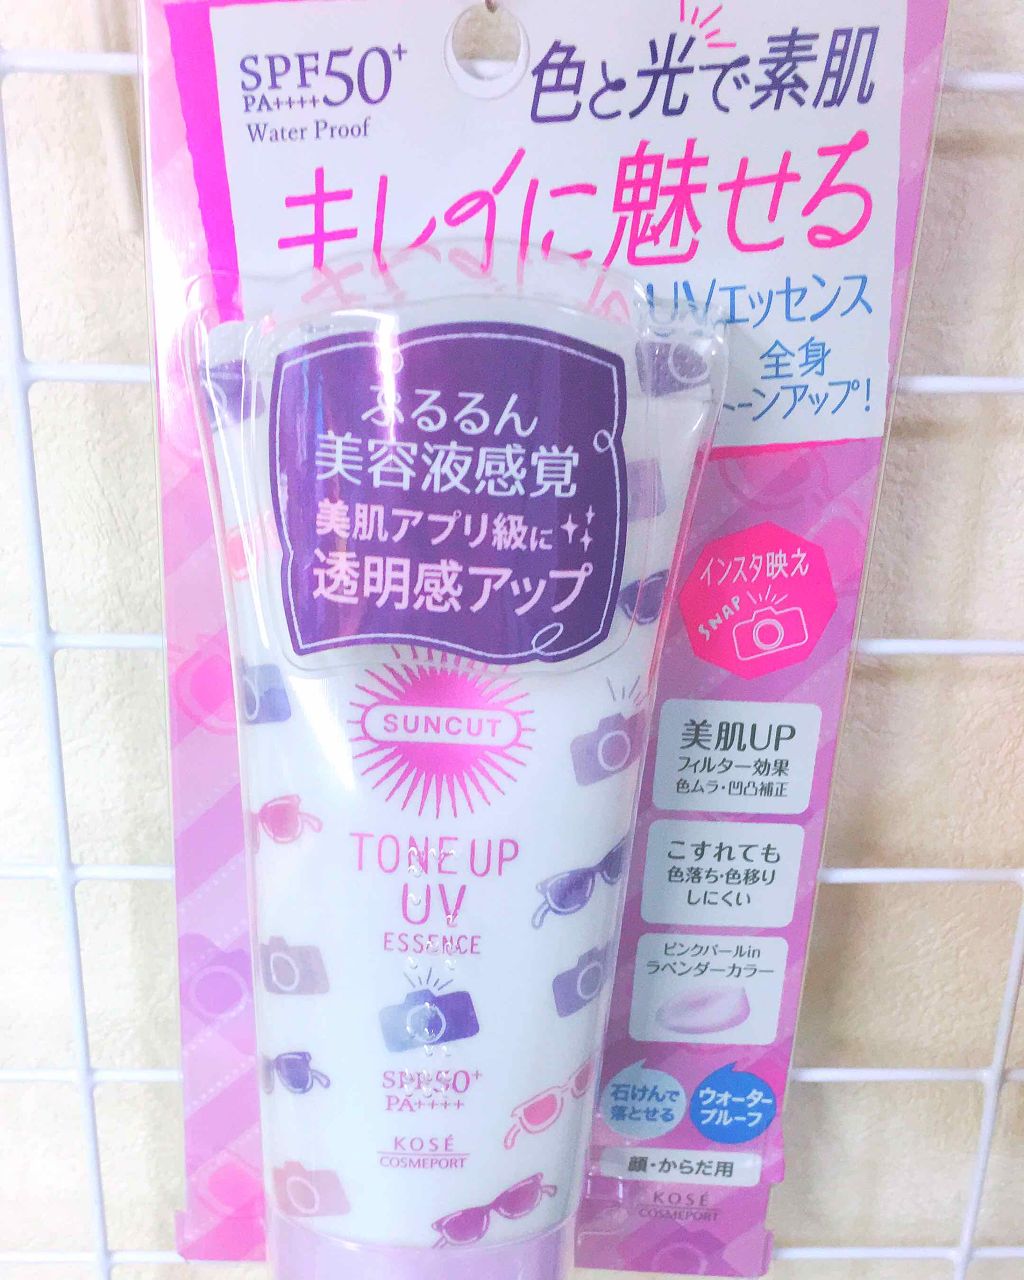 SPF50+
PA++++
Water Proof
色と光で素肌
キレイに魅せる
UVエッセンス
全身
トーンアップ!
ぷるるん
美容液感覚
美肌アプリ級に
透明感アップ
インスタ映え
SNAP
SUNCUT
美肌UP
フィルター効果
色ムラ・凹凸補正
TONE UP
UV
ESSENCE
こすれても
色落ち・色移り
しにくい
ピンクパールin
ラベンダーカラー
SPF50+
PA++++
石けんで
落とせる
ウォーター
プルーフ
KOSÉ
COSMEPORT
顔・からだ用
KOSÉ
COSMEPORT